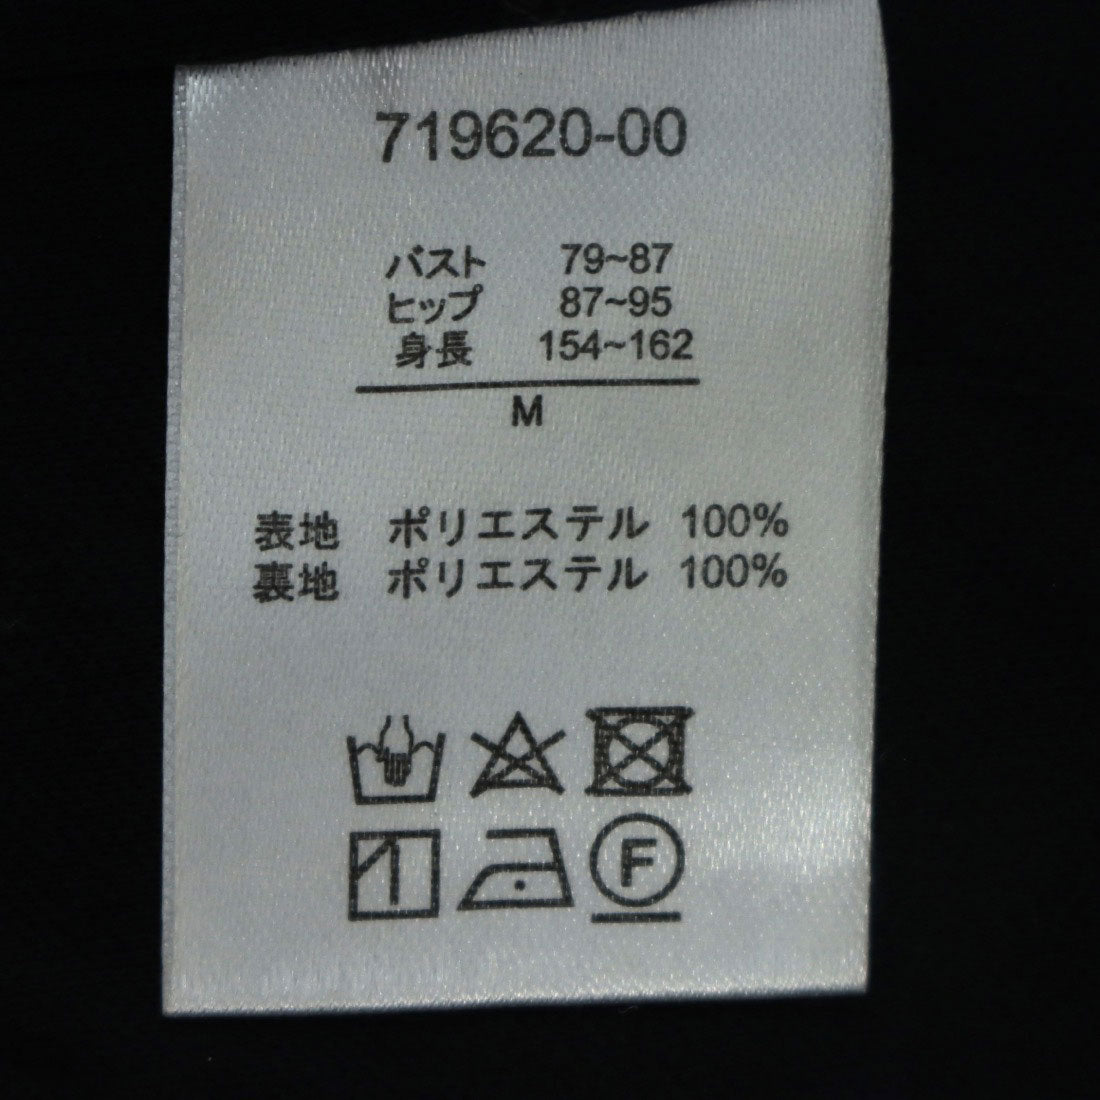 719620-00
バスト 79~87
ヒップ 87~95
身長 154~162
M
表地 ポリエステル 100%
裏地 ポリエステル 100%
F